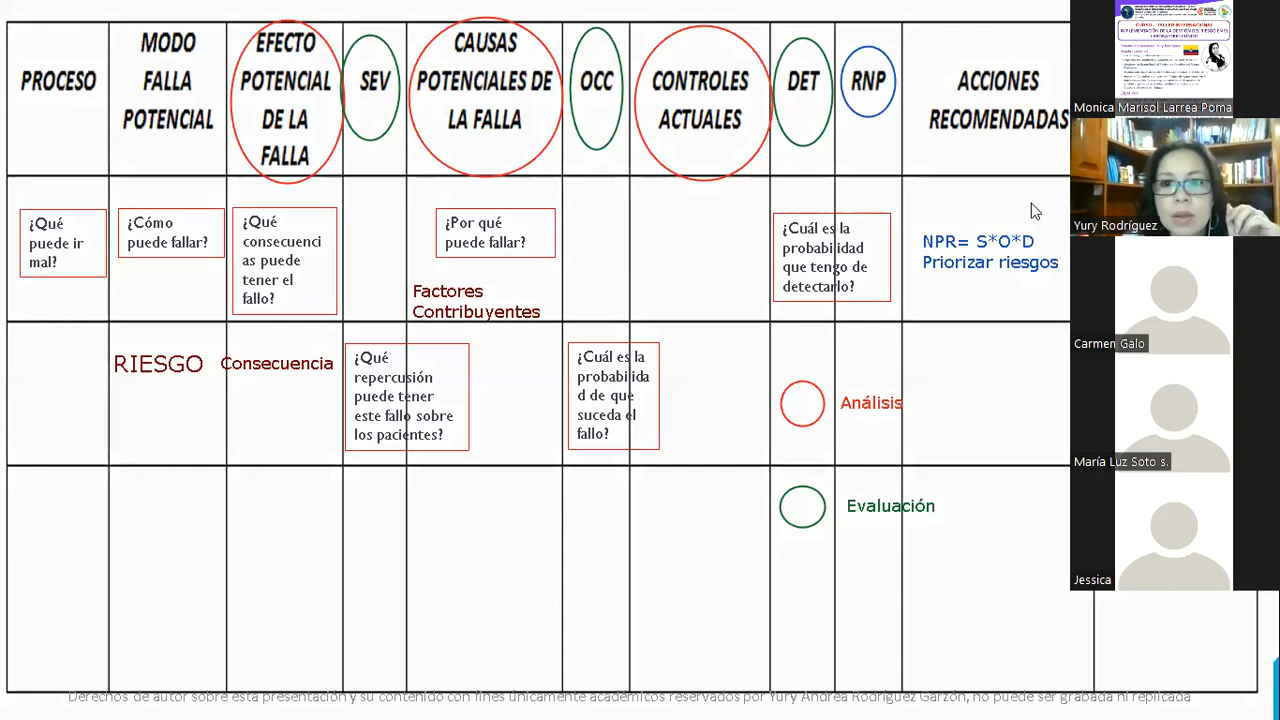 PROCESO
MODO
FALLA
POTENCIAL
EFECTO
POTENCIAL
DE LA
FALLA
SEV
CAUSAS
POTENCIALES DE
LA FALLA
OCC
CONTROLES
ACTUALES
DET
RNP
ACCIONES
RECOMENDADAS
¿Qué
puede ir
mal?
¿Cómo
puede fallar?
¿Qué
consecuenci
as puede
tener el
fallo?
¿Por qué
puede fallar?
Factores
Contribuyentes
¿Cuál es la
probabilidad
que tengo de
detectarlo?
NPR= S*O*D
Priorizar riesgos
RIESGO
Consecuencia
¿Qué
repercusión
puede tener
este fallo sobre
los pacientes?
¿Cuál es la
probabilida
d de que
suceda el
fallo?
Análisis
Evaluación
Derechos de autor sobre esta presentación y su contenido con fines únicamente académicos reservados por Yury Andrea Rodríguez Garzón, no puede ser grabada ni replicada
CURSO - TALLER INTERNACIONAL
Monica Marisol Larrea Poma
Yury Rodríguez
Carmen Galo
María Luz Soto s.
Jessica